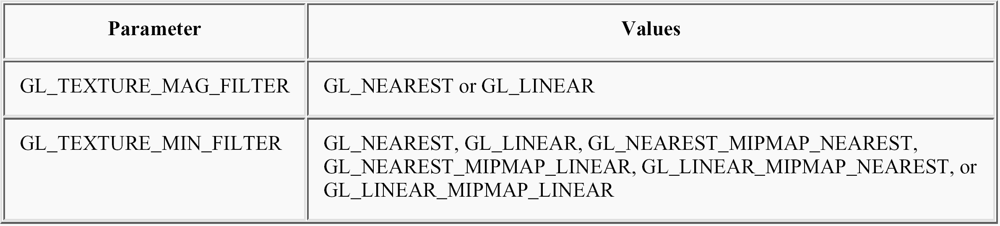 Parameter Values
GL_TEXTURE_MAG_FILTER GL_NEAREST or GL_LINEAR
GL_TEXTURE_MIN_FILTER GL_NEAREST, GL_LINEAR, GL_NEAREST_MIPMAP_NEAREST,
GL_NEAREST_MIPMAP_LINEAR, GL_LINEAR_MIPMAP_NEAREST, or
GL_LINEAR_MIPMAP_LINEAR